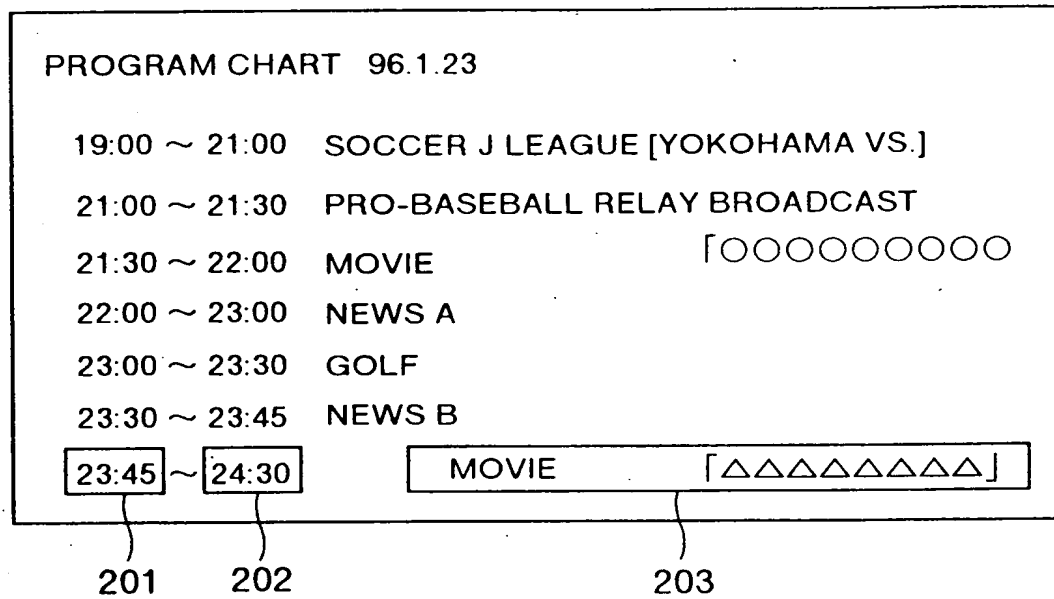 PROGRAM CHART 96.1.23
19:00 ~ 21:00 SOCCER J LEAGUE [YOKOHAMA VS.]
21:00 ~ 21:30 PRO-BASEBALL RELAY BROADCAST
21:30 ~ 22:00 MOVIE 「○○○○○○○○○
22:00 ~ 23:00 NEWS A
23:00 ~ 23:30 GOLF
23:30 ~ 23:45 NEWS B
23:45 ~ 24:30 MOVIE 「△△△△△△△△」
201 202 203